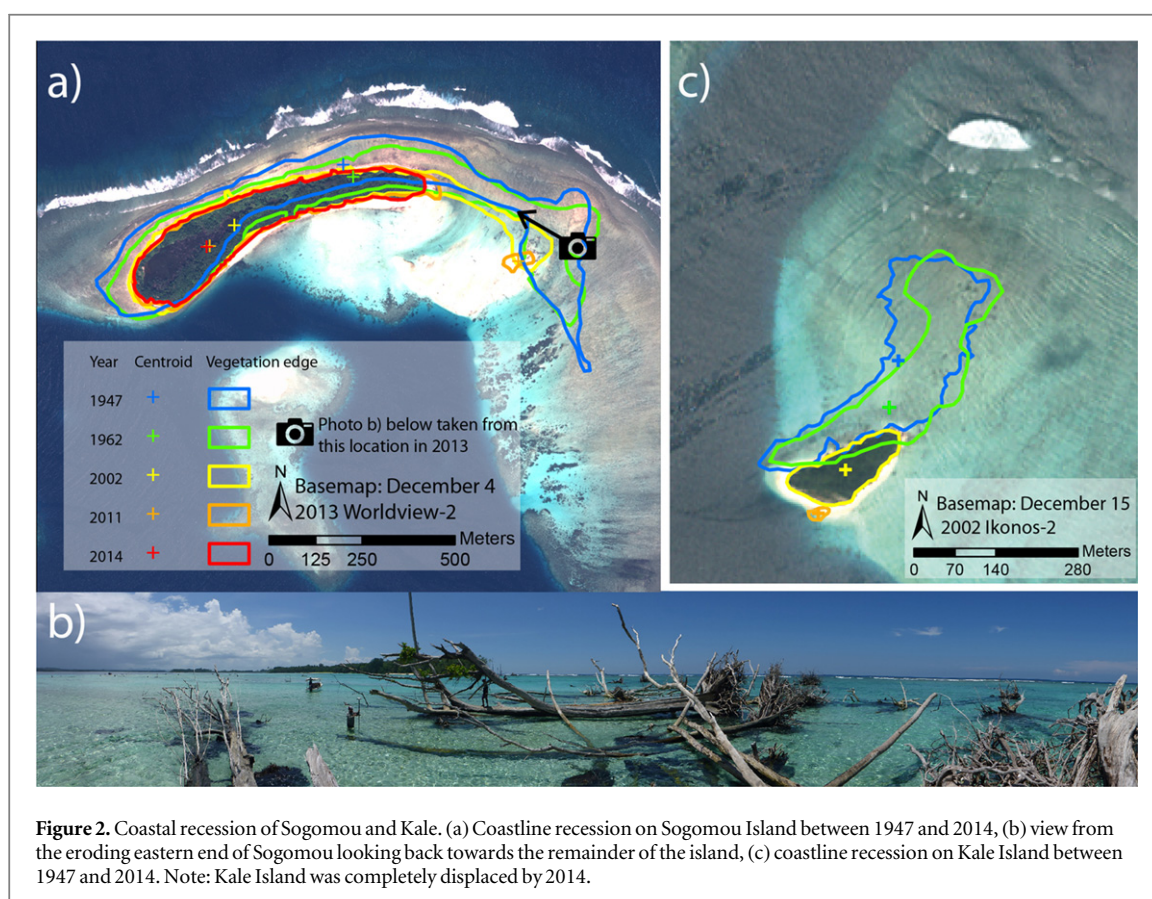 a)
c)
Year Centroid Vegetation edge
1947
1962
2002
2011
2014
Photo b) below taken from
this location in 2013
N
Basemap: December 4
2013 Worldview-2
Meters
0 125 250 500
N
Basemap: December 15
2002 Ikonos-2
Meters
0 70 140 280
b)
Figure 2. Coastal recession of Sogomou and Kale. (a) Coastline recession on Sogomou Island between 1947 and 2014, (b) view from
the eroding eastern end of Sogomou looking back towards the remainder of the island, (c) coastline recession on Kale Island between
1947 and 2014. Note: Kale Island was completely displaced by 2014.